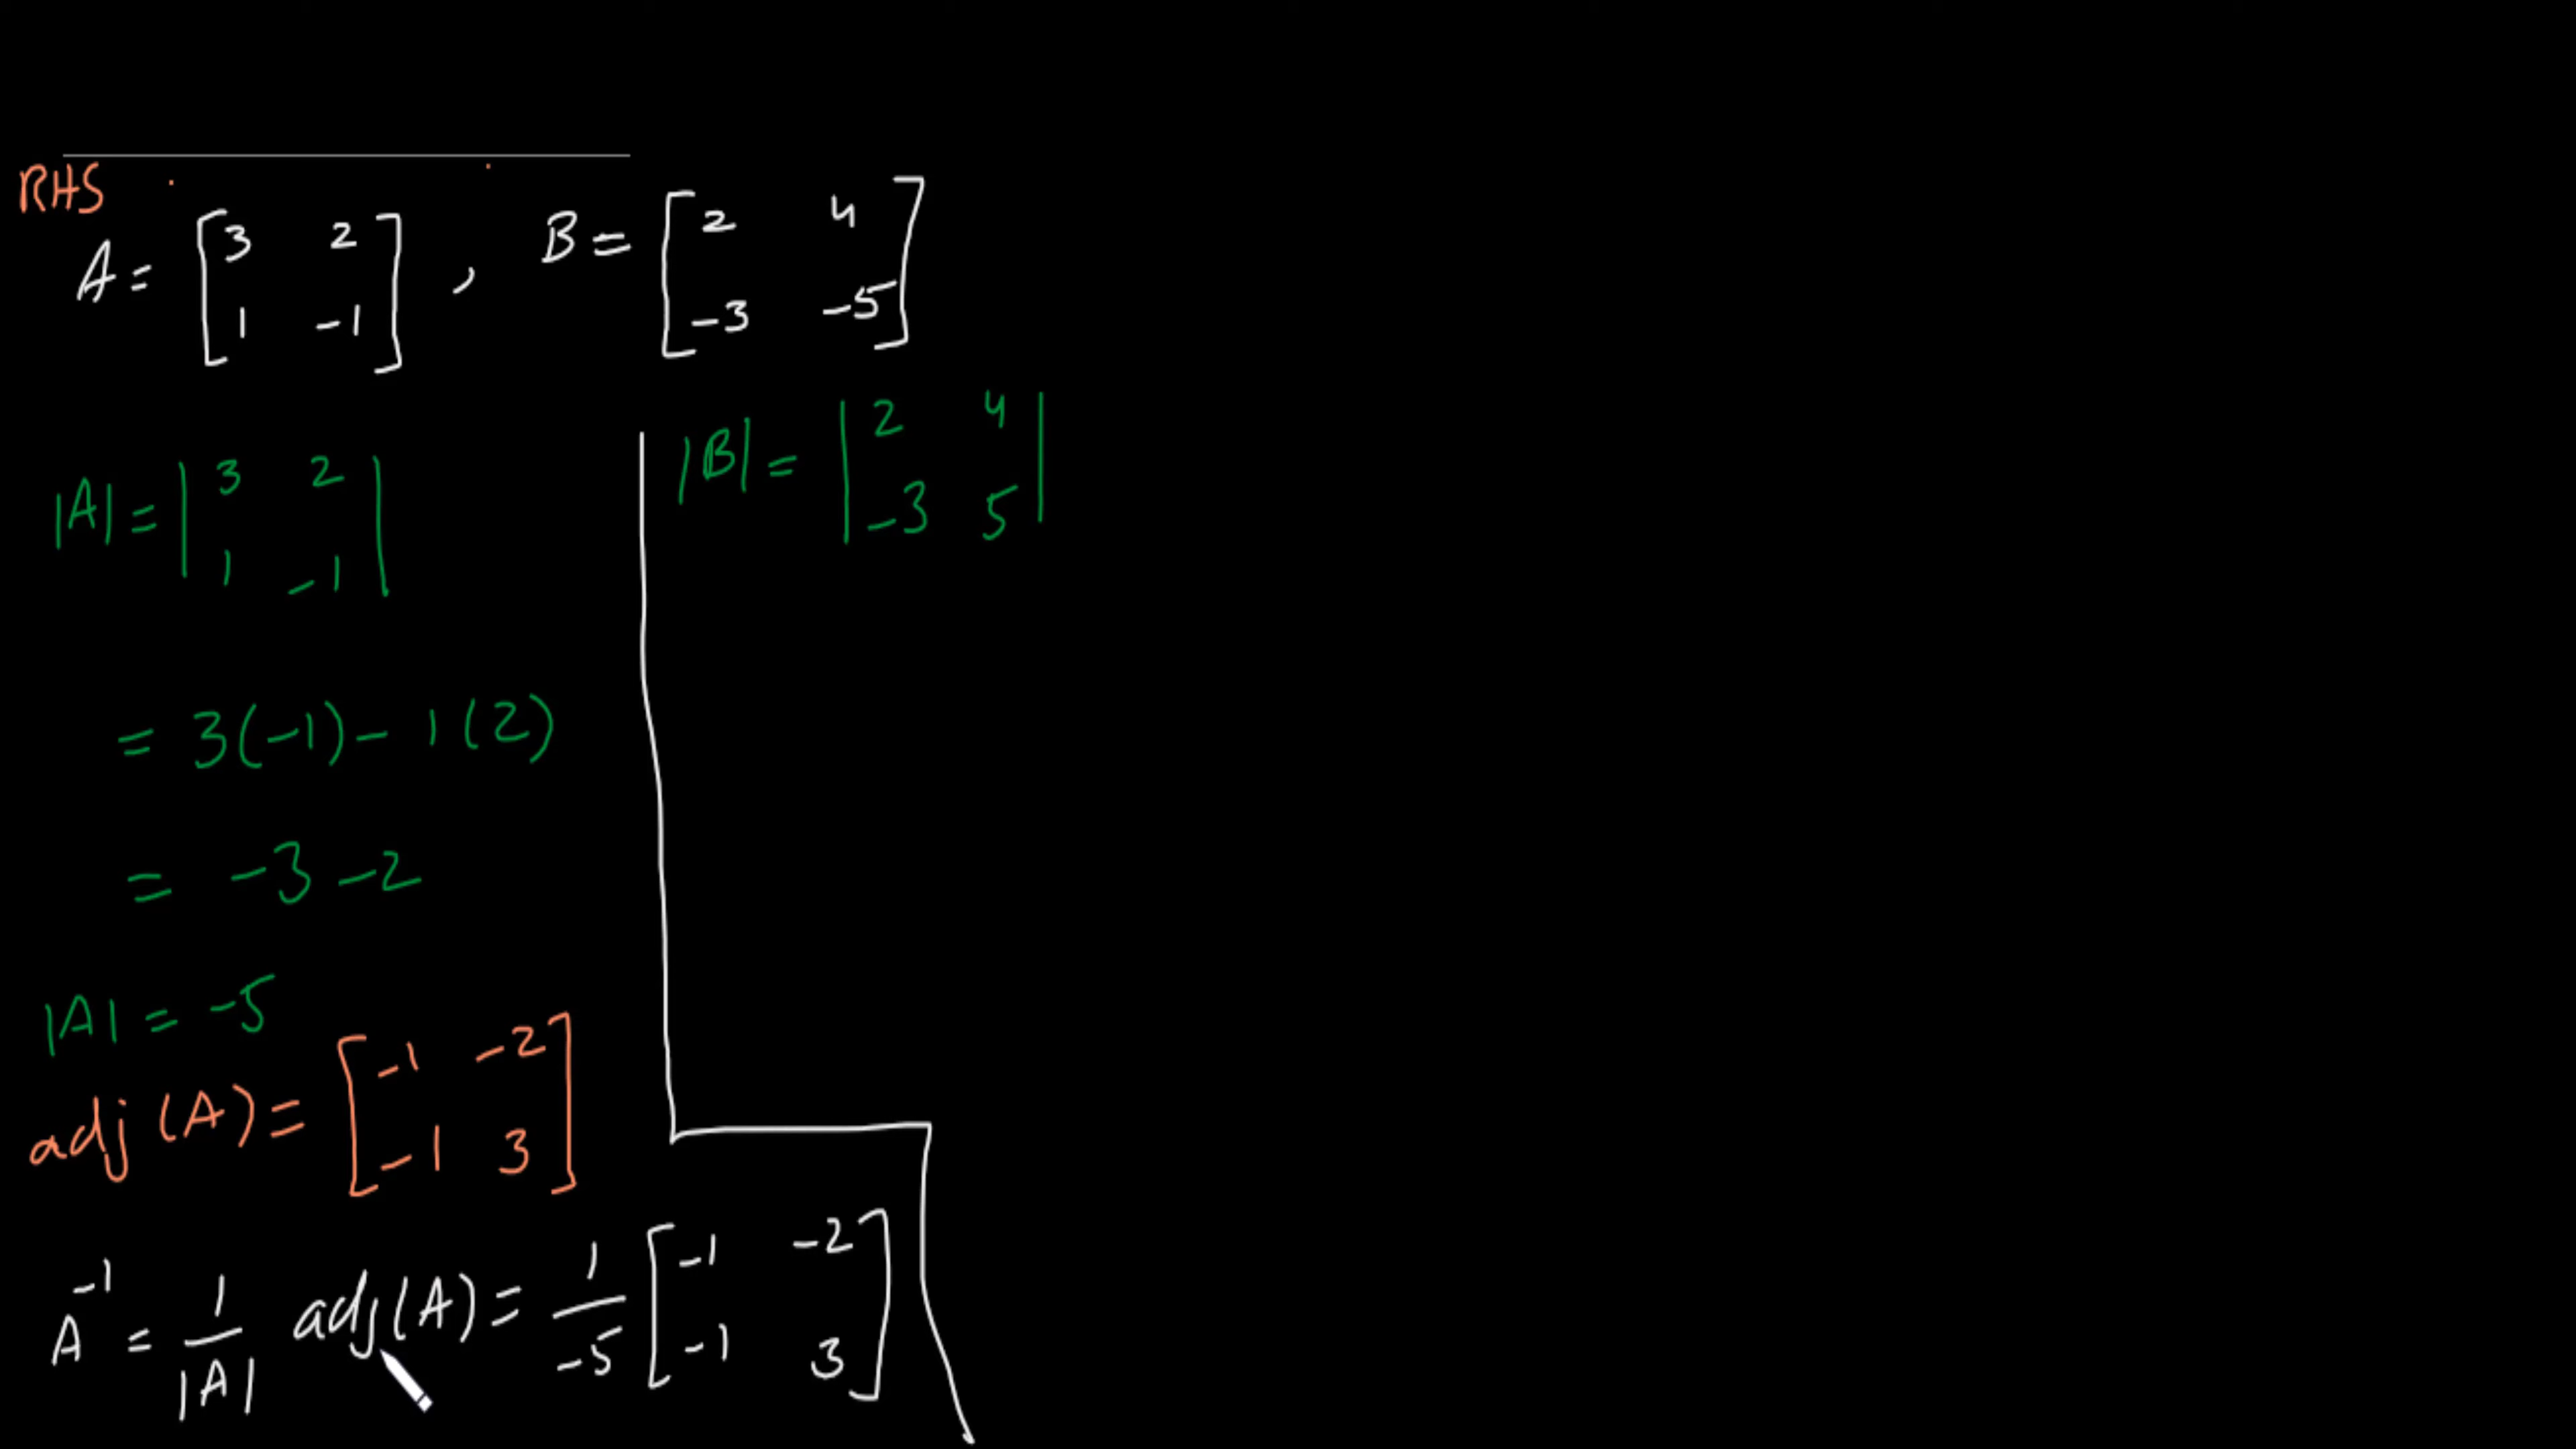 RHS
A = [3 2; 1 -1] , B = [2 4; -3 -5]
|A| = |3 2; 1 -1|
= 3(-1) - 1(2)
= -3 -2
|A| = -5
adj(A) = [-1 -2; -1 3]
A^-1 = 1/|A| adj(A) = 1/-5 [-1 -2; -1 3]
|B| = |2 4; -3 5|